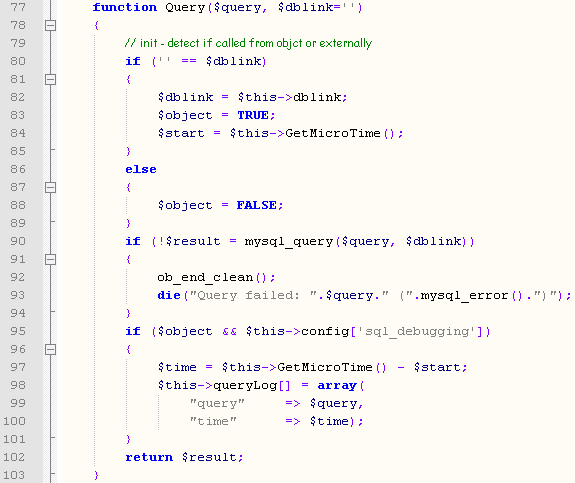 77 function Query($query, $dblink='')
78 {
79 // init - detect if called from objct or externally
80 if ('' == $dblink)
81 {
82 $dblink = $this->dblink;
83 $object = TRUE;
84 $start = $this->GetMicroTime();
85 }
86 else
87 {
88 $object = FALSE;
89 }
90 if (!$result = mysql_query($query, $dblink))
91 {
92 ob_end_clean();
93 die("Query failed: ".$query." (".mysql_error().")");
94 }
95 if ($object && $this->config['sql_debugging'])
96 {
97 $time = $this->GetMicroTime() - $start;
98 $this->queryLog[] = array(
99 "query" => $query,
100 "time" => $time);
101 }
102 return $result;
103 }